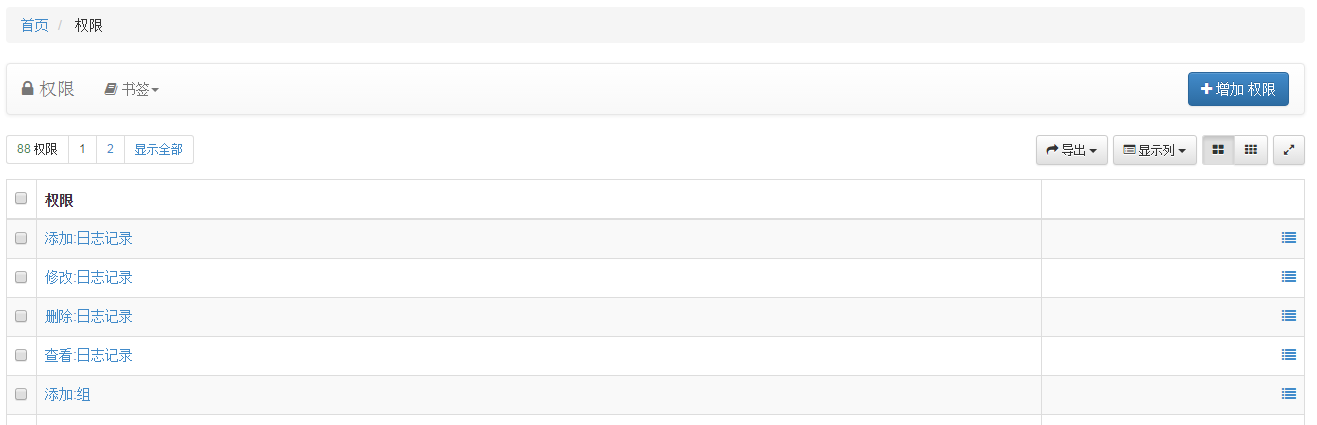 首页 / 权限
权限 书签 增加 权限
88 权限 1 2 显示全部 导出 显示列
权限
添加:日志记录
修改:日志记录
删除:日志记录
查看:日志记录
添加:组